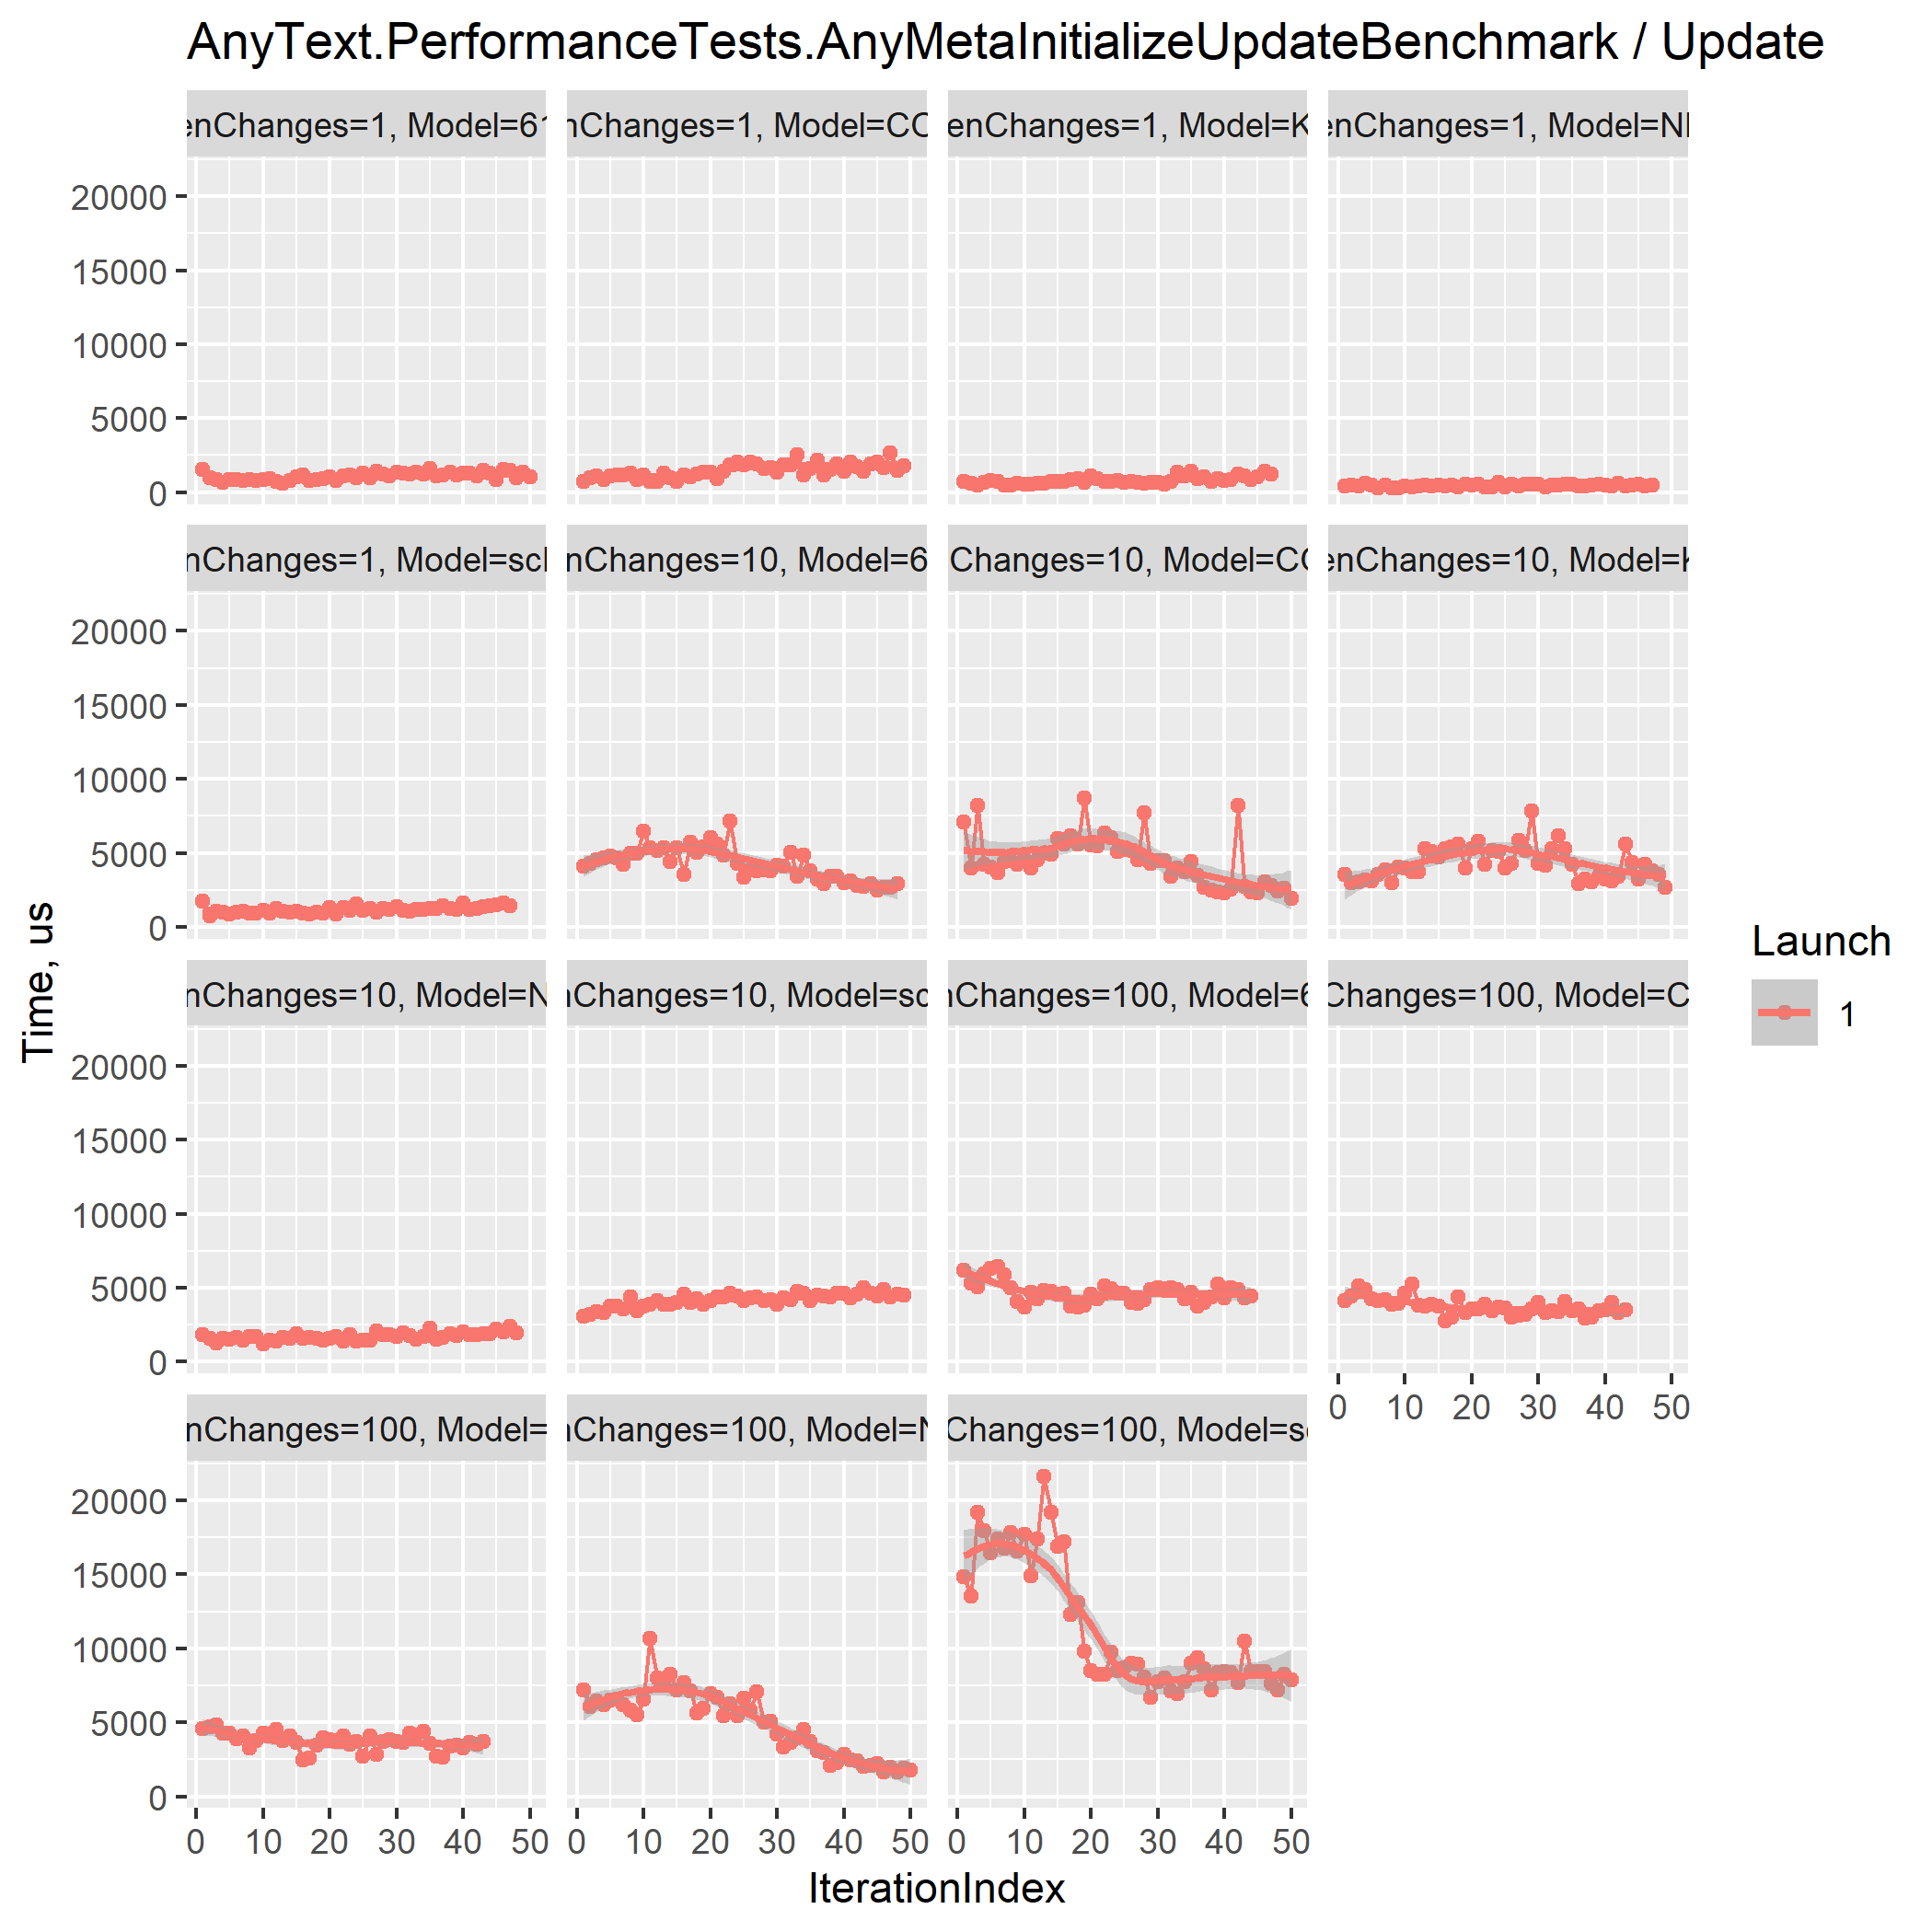 AnyText.PerformanceTests.AnyMetaInitializeUpdateBenchmark / Update
enChanges=1, Model=61
nChanges=1, Model=CO
enChanges=1, Model=K
enChanges=1, Model=N
20000
15000
10000
5000
0
nChanges=1, Model=sch
nChanges=10, Model=6
Changes=10, Model=CO
enChanges=10, Model=K
20000
15000
10000
5000
0
nChanges=10, Model=N
nChanges=10, Model=sc
nChanges=100, Model=6
Changes=100, Model=C
20000
15000
10000
5000
0
0 10 20 30 40 50
nChanges=100, Model=
nChanges=100, Model=N
Changes=100, Model=sc
20000
15000
10000
5000
0
0 10 20 30 40 50
0 10 20 30 40 50
0 10 20 30 40 50
IterationIndex
Time, us
Launch
1